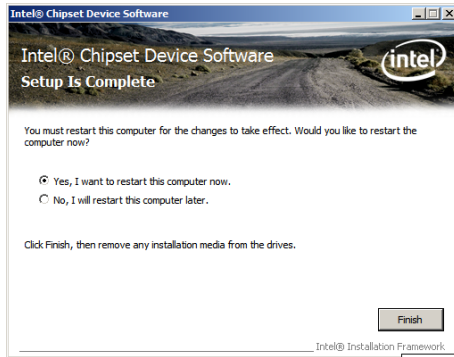 Intel® Chipset Device Software
Intel® Chipset Device Software
intel
Setup Is Complete
You must restart this computer for the changes to take effect. Would you like to restart the
computer now?
Yes, I want to restart this computer now.
No, I will restart this computer later.
Click Finish, then remove any installation media from the drives.
Finish
Intel® Installation Framework